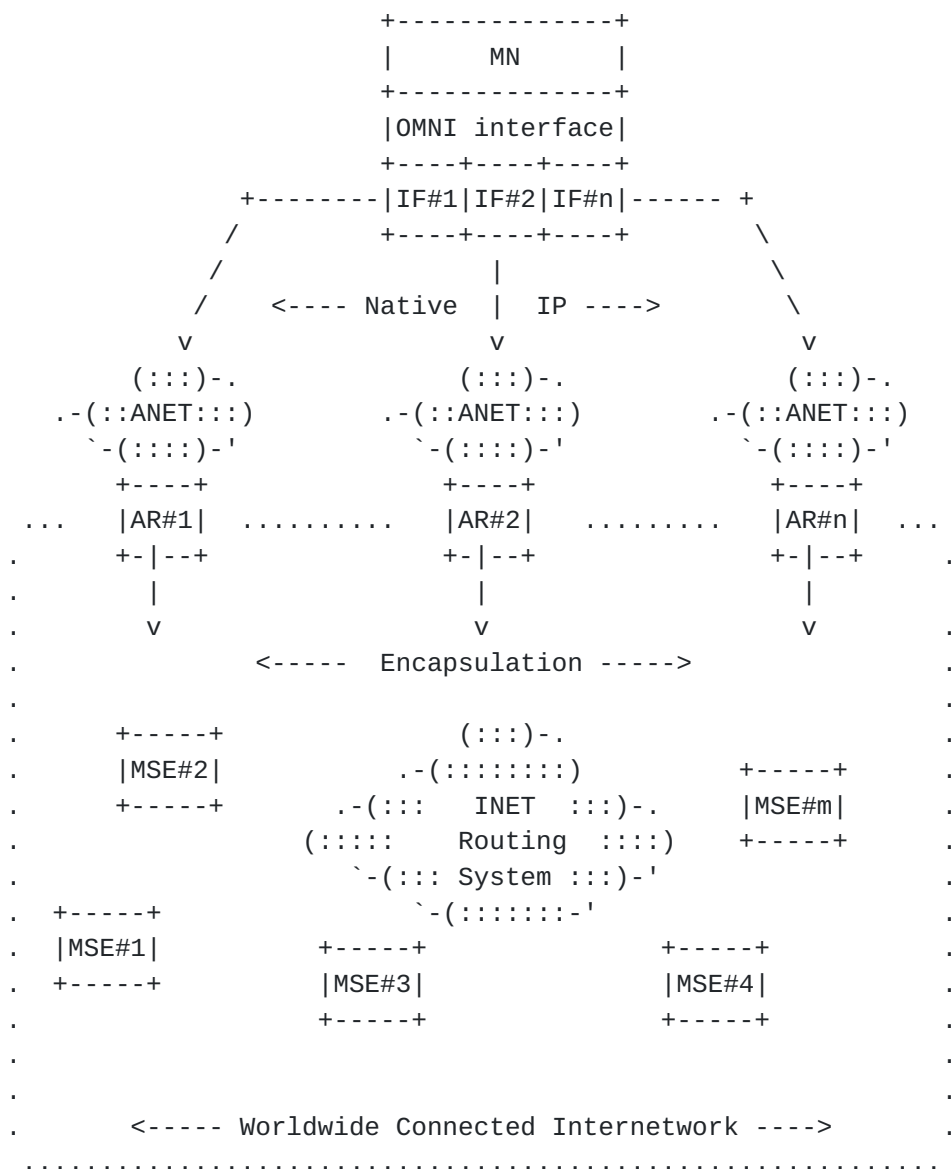 +--------------+
                        |      MN      |
                        +--------------+
                        |OMNI interface|
                        +----+----+----+
               +--------|IF#1|IF#2|IF#n|------ +
              /         +----+----+----+        \
             /                 |                 \
            /    <---- Native  |  IP ---->        \
           v                   v                   v
        (:::)-.              (:::)-.              (:::)-.
   .-(::ANET:::)        .-(::ANET:::)        .-(::ANET:::)
     `-(::::)-'           `-(::::)-'           `-(::::)-'
       +----+               +----+               +----+
 ...   |AR#1|  ..........   |AR#2|   .........   |AR#n|  ...
.      +-|--+               +-|--+               +-|--+     .
.        |                    |                    |
.        v                    v                    v        .
.               <-----  Encapsulation ----->                .
.                                                           .
.      +-----+               (:::)-.                        .
.      |MSE#2|           .-(::::::::)          +-----+      .
.      +-----+       .-(:::   INET  :::)-.     |MSE#m|      .
.                  (:::::    Routing  ::::)    +-----+      .
.                     `-(::: System :::)-'                  .
.  +-----+                `-(:::::::-'                      .
.  |MSE#1|          +-----+               +-----+           .
.  +-----+          |MSE#3|               |MSE#4|           .
.                   +-----+               +-----+           .
.                                                           .
.                                                           .
.       <----- Worldwide Connected Internetwork ---->       .
 ...........................................................